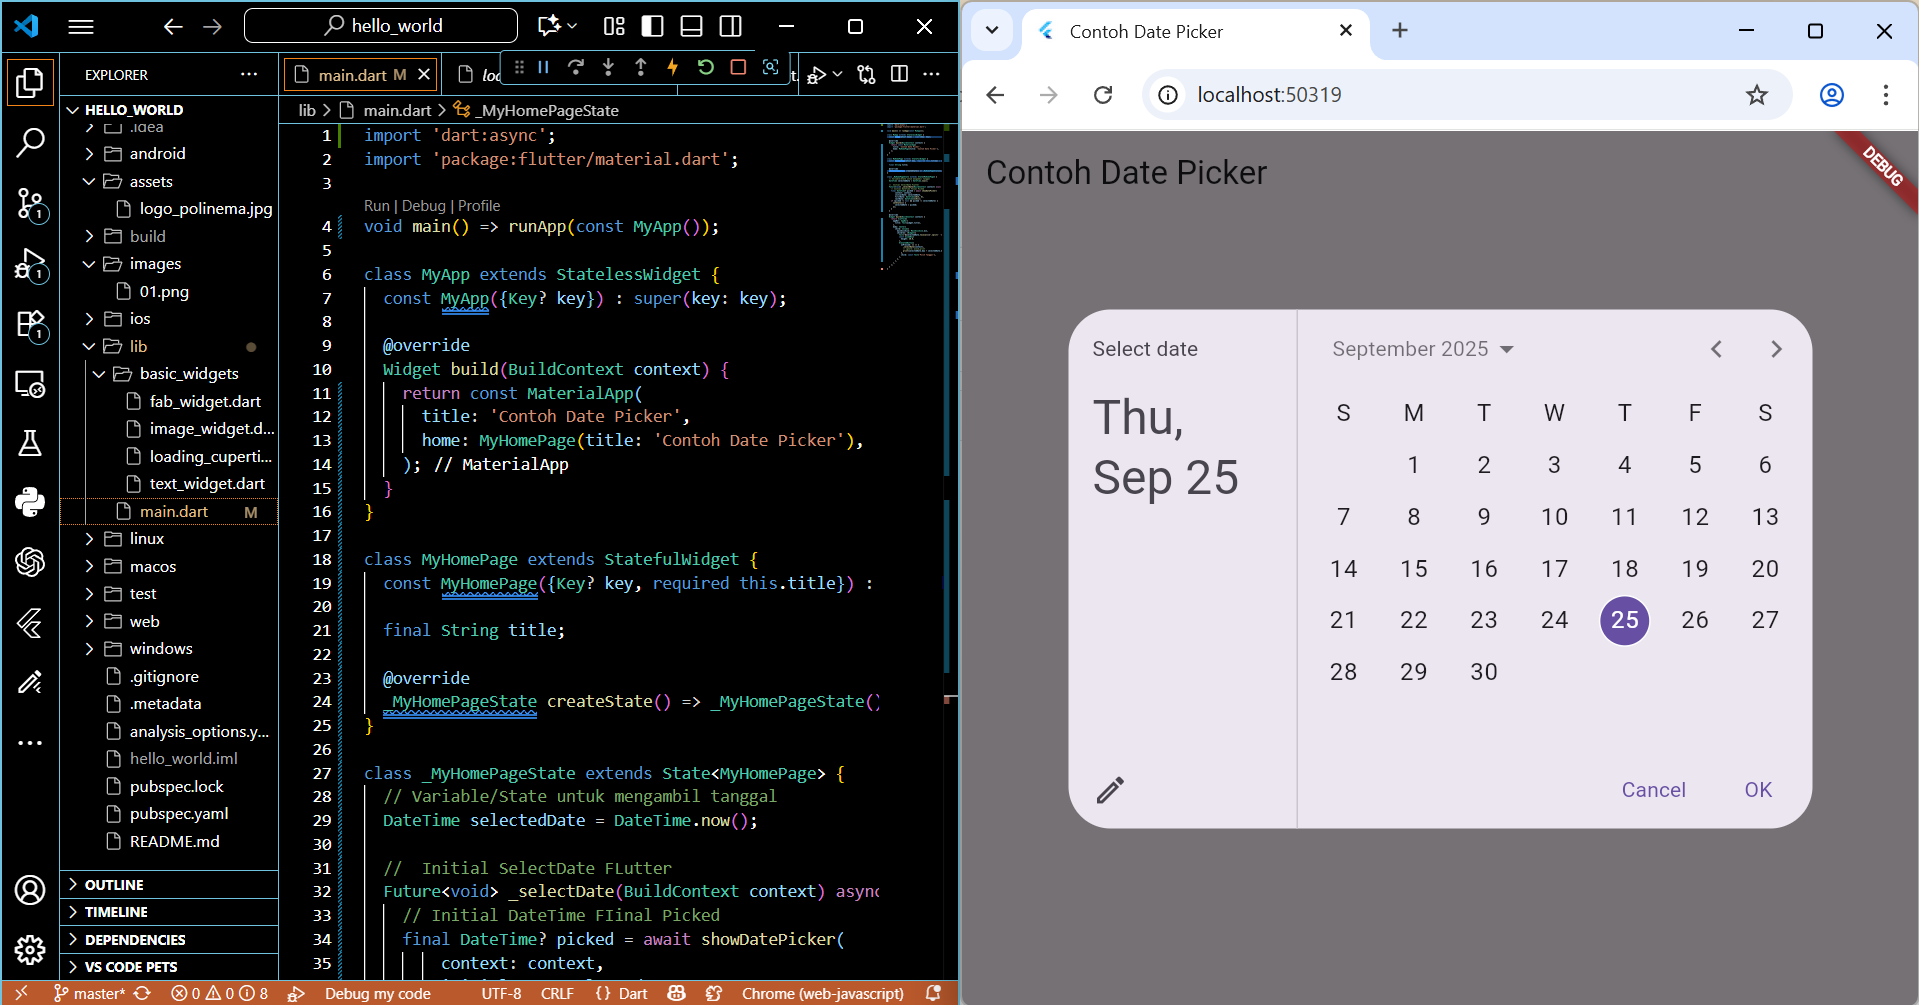 hello_world
EXPLORER
HELLO_WORLD
.idea
android
assets
logo_polinema.jpg
build
images
01.png
ios
lib
basic_widgets
fab_widget.dart
image_widget.d...
loading_cuperti...
text_widget.dart
main.dart M
linux
macos
test
web
windows
.gitignore
.metadata
analysis_options.y...
hello_world.iml
pubspec.lock
pubspec.yaml
README.md
OUTLINE
TIMELINE
DEPENDENCIES
VS CODE PETS
1
1
1
main.dart M
lib > main.dart > _MyHomePageState
1 import 'dart:async';
2 import 'package:flutter/material.dart';
3
Run | Debug | Profile
4 void main() => runApp(const MyApp());
5
6 class MyApp extends StatelessWidget {
7 const MyApp({Key? key}) : super(key: key);
8
9 @override
10 Widget build(BuildContext context) {
11 return const MaterialApp(
12 title: 'Contoh Date Picker',
13 home: MyHomePage(title: 'Contoh Date Picker'),
14 ); // MaterialApp
15 }
16 }
17
18 class MyHomePage extends StatefulWidget {
19 const MyHomePage({Key? key, required this.title}) :
20
21 final String title;
22
23 @override
24 _MyHomePageState createState() => _MyHomePageState()
25 }
26
27 class _MyHomePageState extends State<MyHomePage> {
28 // Variable/State untuk mengambil tanggal
29 DateTime selectedDate = DateTime.now();
30
31 //  Initial SelectDate FLutter
32 Future<void> _selectDate(BuildContext context) async
33 // Initial DateTime FIinal Picked
34 final DateTime? picked = await showDatePicker(
35 context: context,
master* 0 0 8 Debug my code UTF-8 CRLF {} Dart Chrome (web-javascript)
Contoh Date Picker
localhost:50319
Contoh Date Picker
DEBUG
Select date
Thu,
Sep 25
September 2025
S M T W T F S
1 2 3 4 5 6
7 8 9 10 11 12 13
14 15 16 17 18 19 20
21 22 23 24 25 26 27
28 29 30
Cancel OK